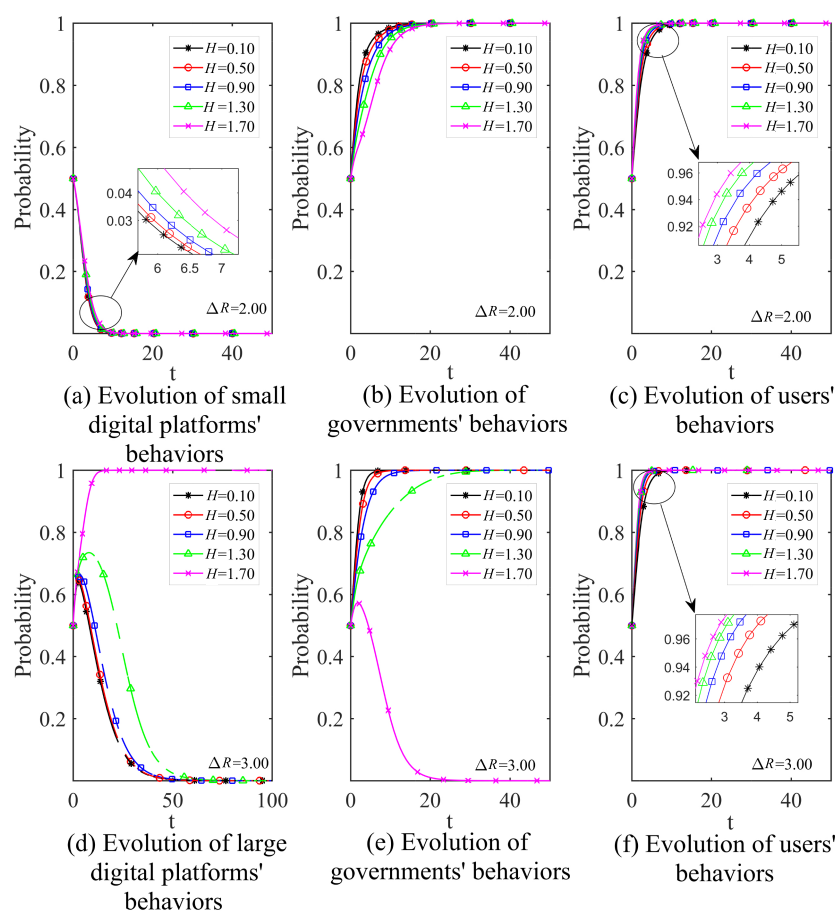 Probability
1
0.8
0.6
0.4
0.2
0
20
40
t
H=0.10
H=0.50
H=0.90
H=1.30
H=1.70
0.04
0.03
6
6.5
7
ΔR=2.00
(a) Evolution of small
digital platforms'
behaviors
Probability
1
0.8
0.6
0.4
0.2
0
20
40
t
H=0.10
H=0.50
H=0.90
H=1.30
H=1.70
ΔR=2.00
(b) Evolution of
governments' behaviors
Probability
1
0.8
0.6
0.4
0.2
0
20
40
t
H=0.10
H=0.50
H=0.90
H=1.30
H=1.70
0.96
0.94
0.92
3
4
5
ΔR=2.00
(c) Evolution of users'
behaviors
Probability
1
0.8
0.6
0.4
0.2
0
50
100
t
H=0.10
H=0.50
H=0.90
H=1.30
H=1.70
ΔR=3.00
(d) Evolution of large
digital platforms'
behaviors
Probability
1
0.8
0.6
0.4
0.2
0
20
40
t
H=0.10
H=0.50
H=0.90
H=1.30
H=1.70
ΔR=3.00
(e) Evolution of
governments' behaviors
Probability
1
0.8
0.6
0.4
0.2
0
20
40
t
H=0.10
H=0.50
H=0.90
H=1.30
H=1.70
0.96
0.94
0.92
3
4
5
ΔR=3.00
(f) Evolution of users'
behaviors